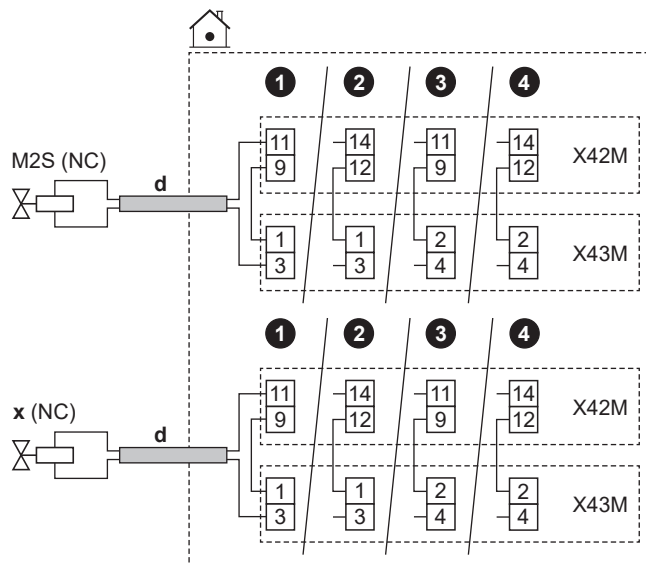 1 2 3 4
11 14 11 14
X42M
9 12 9 12
M2S (NC)
d
1 1 2 2
X43M
3 3 4 4
1 2 3 4
11 14 11 14
X42M
9 12 9 12
x (NC)
d
1 1 2 2
X43M
3 3 4 4